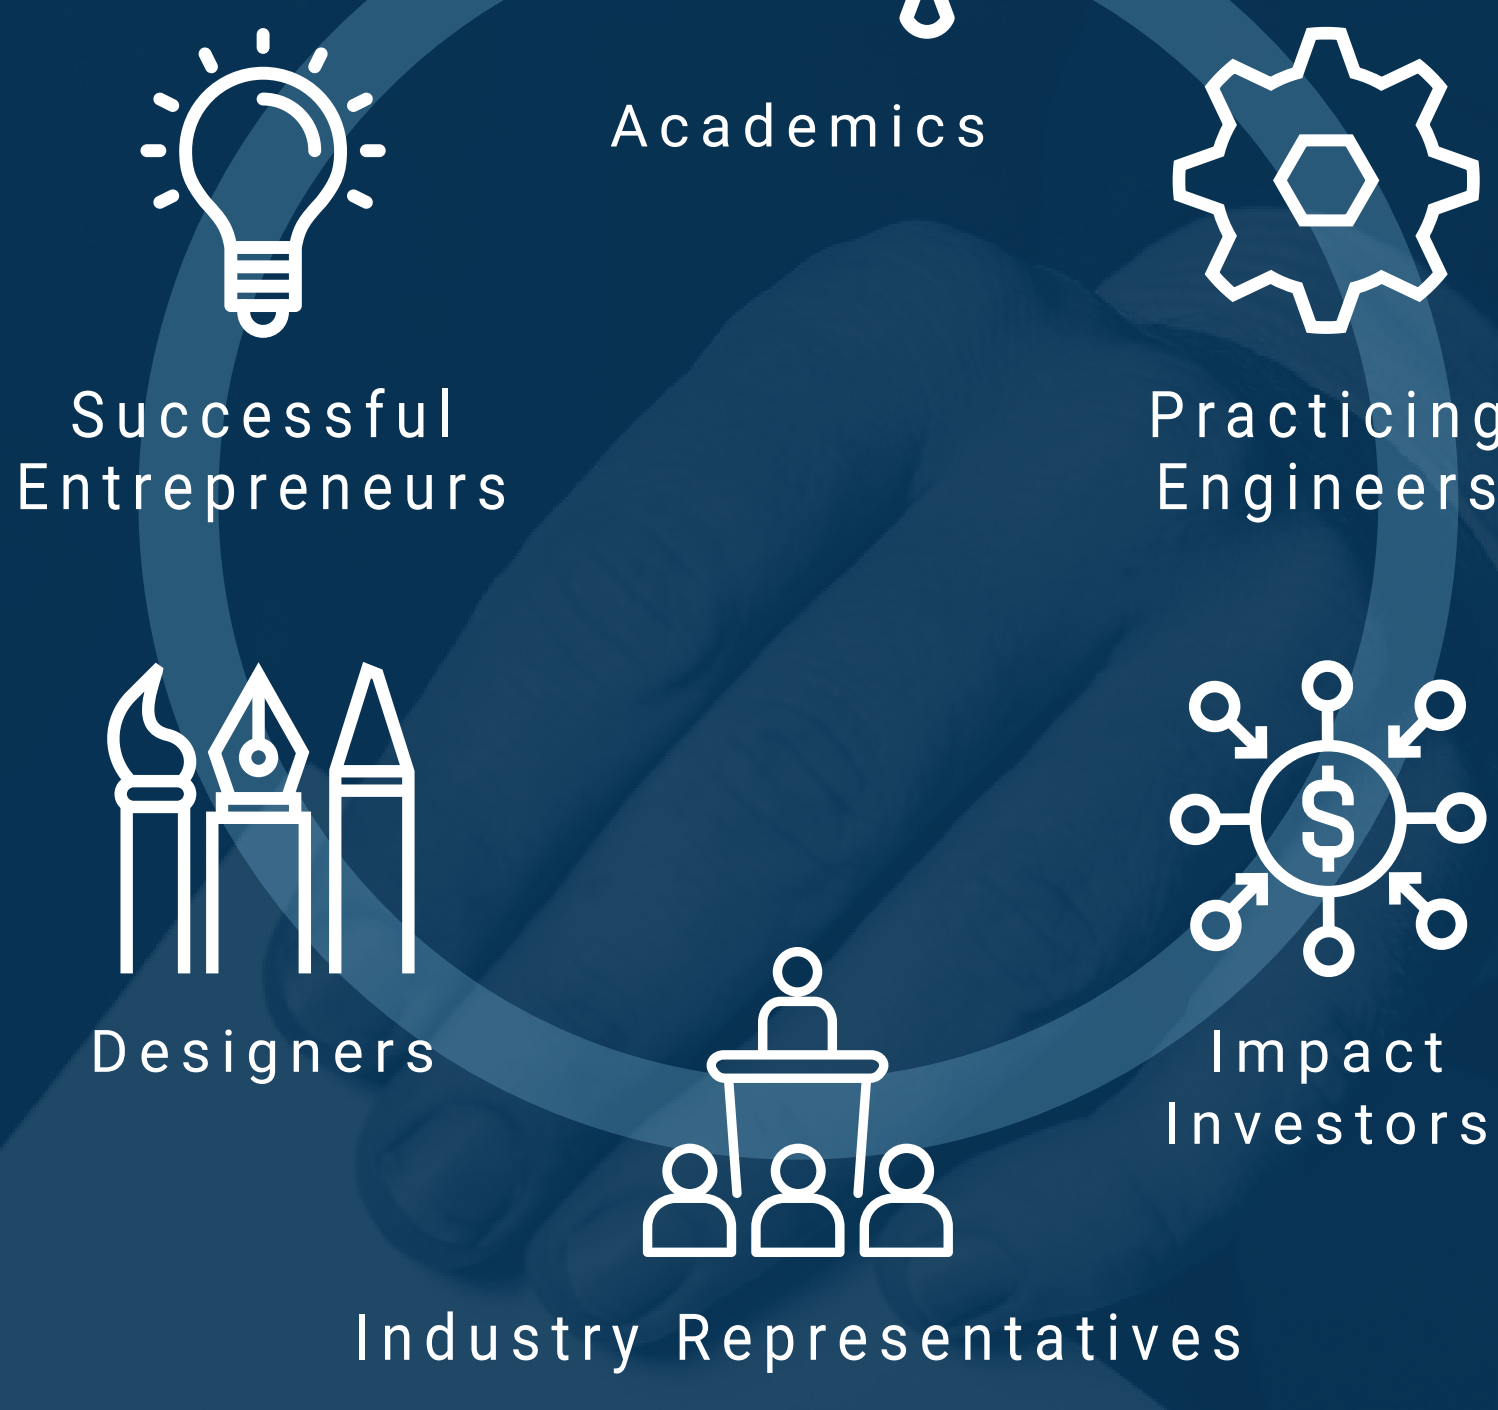 Academics
Successful
Entrepreneurs
Practicing
Engineers
Designers
Impact
Investors
Industry Representatives